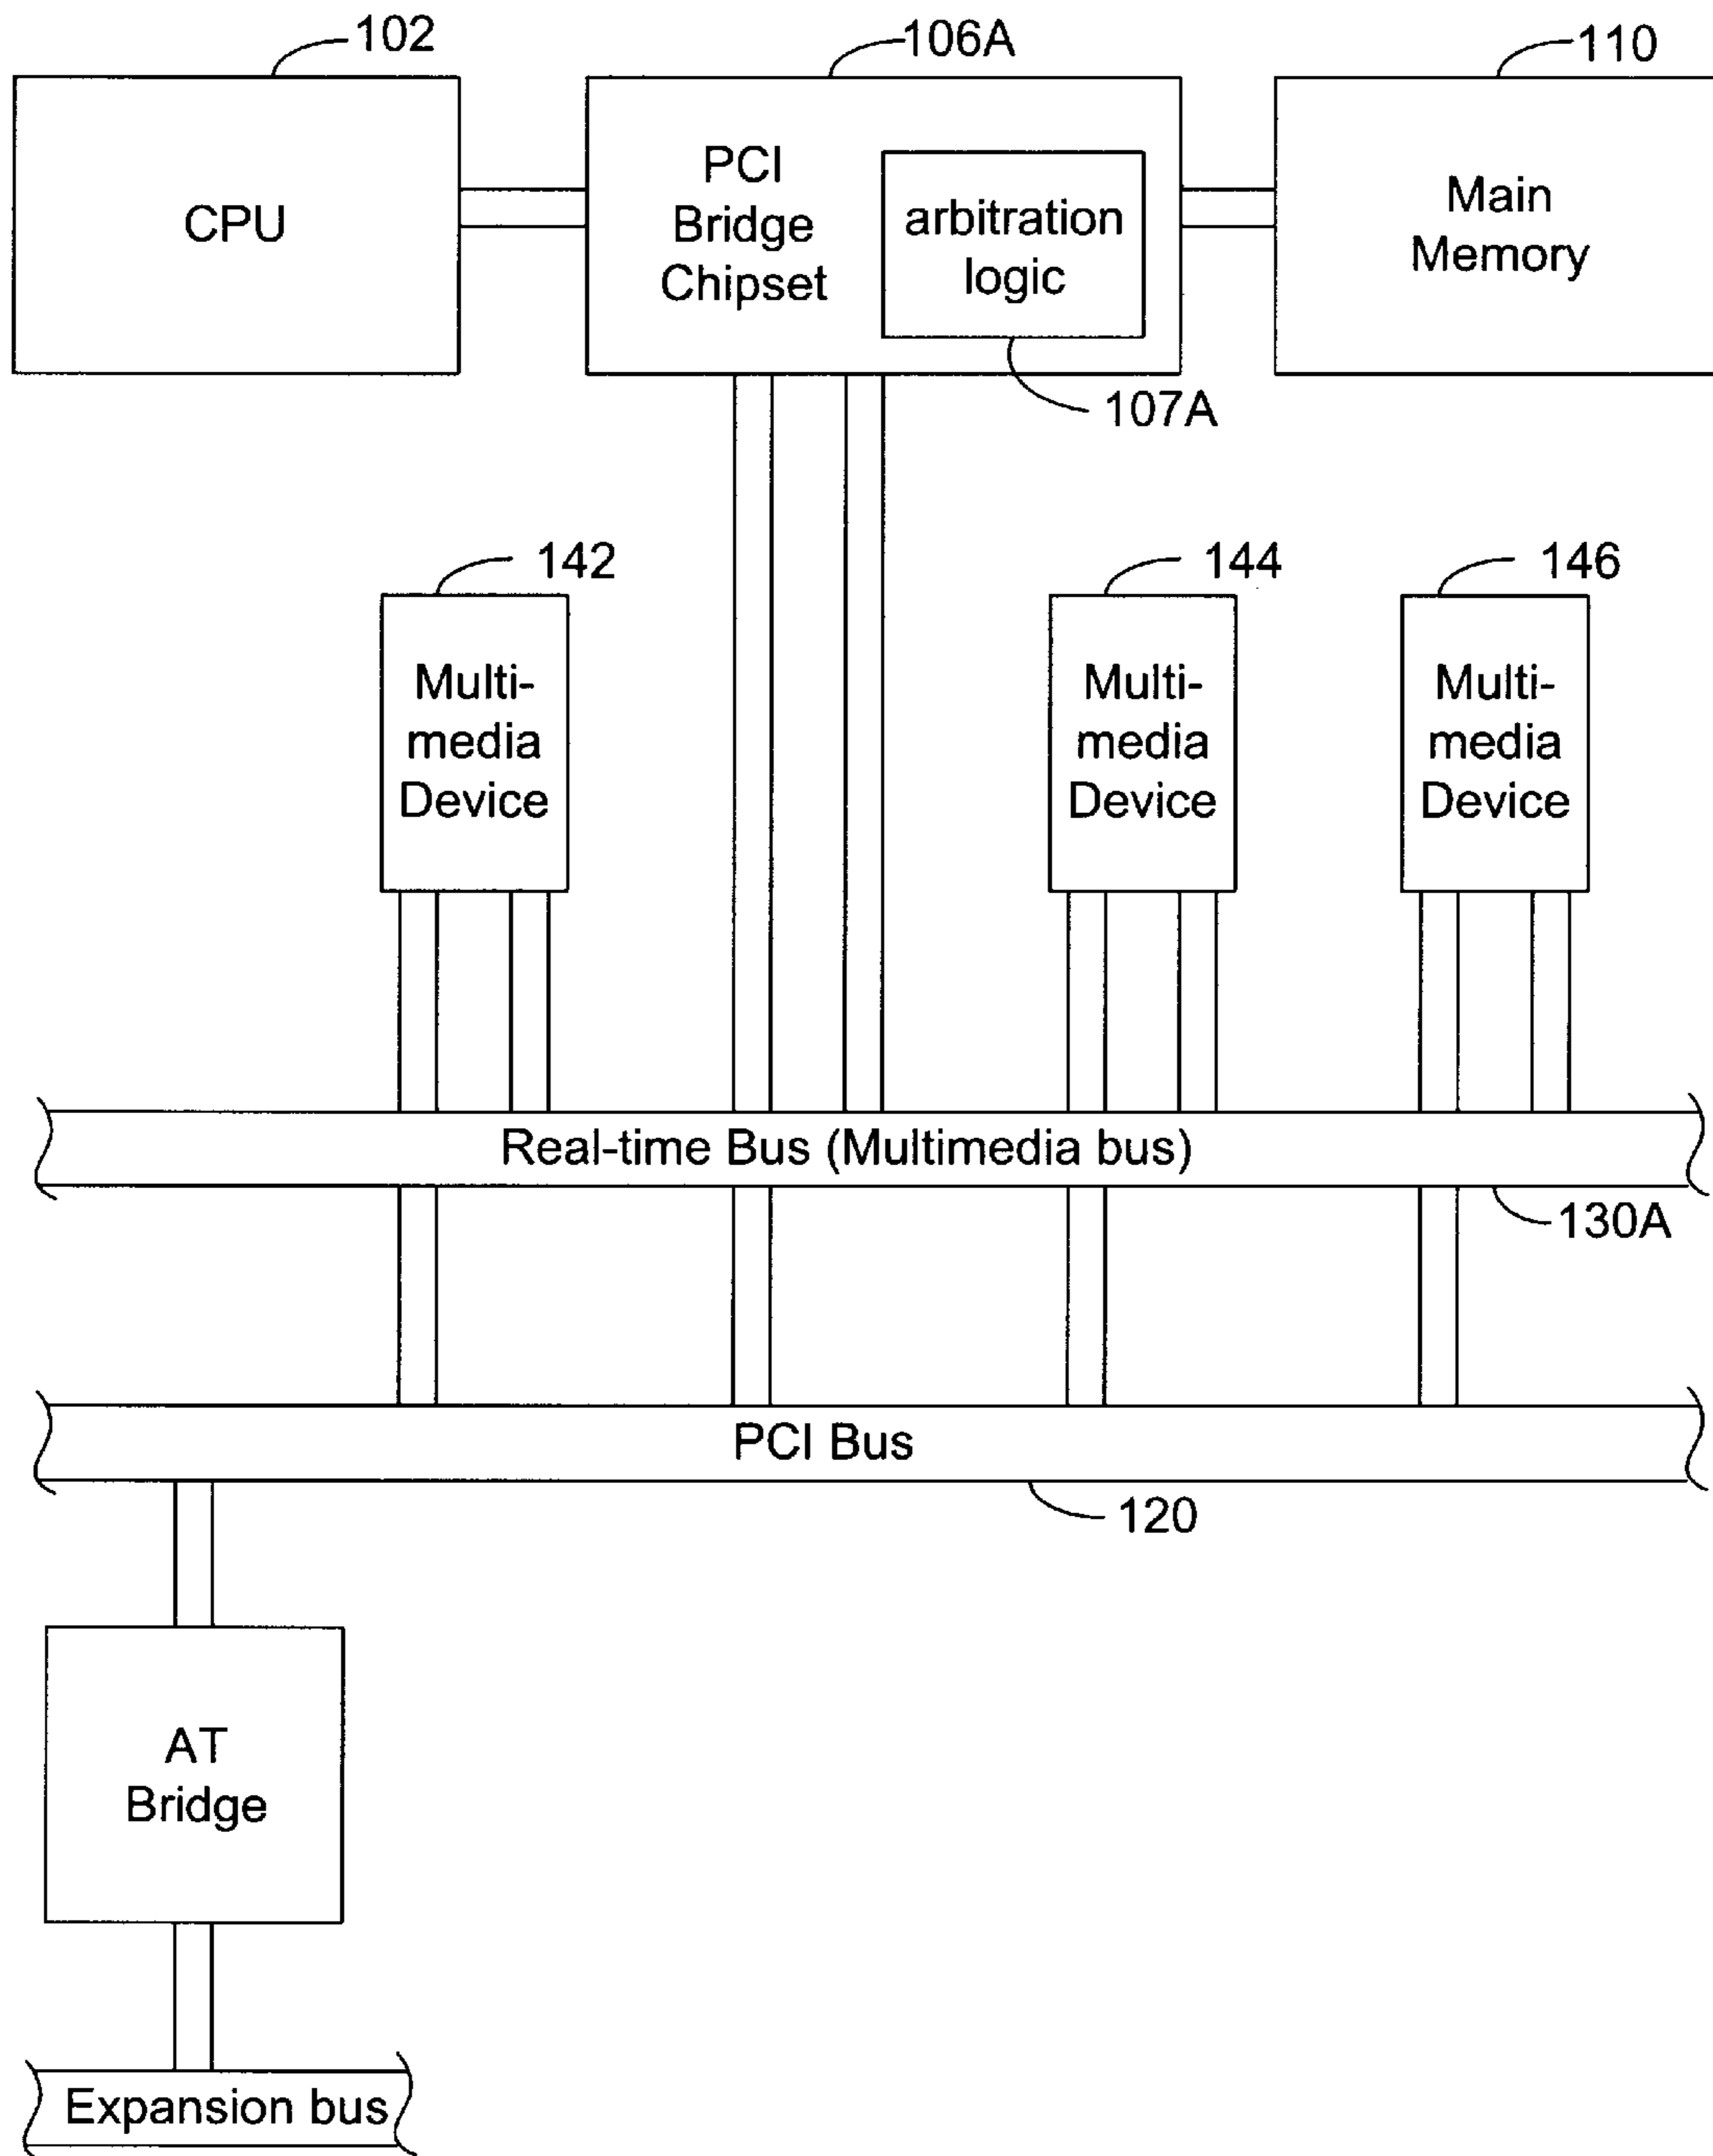 102
106A
110
CPU
PCI
Bridge
Chipset
arbitration
logic
Main
Memory
107A
142
144
146
Multi-
media
Device
Multi-
media
Device
Multi-
media
Device
Real-time Bus (Multimedia bus)
130A
PCI Bus
120
AT
Bridge
Expansion bus